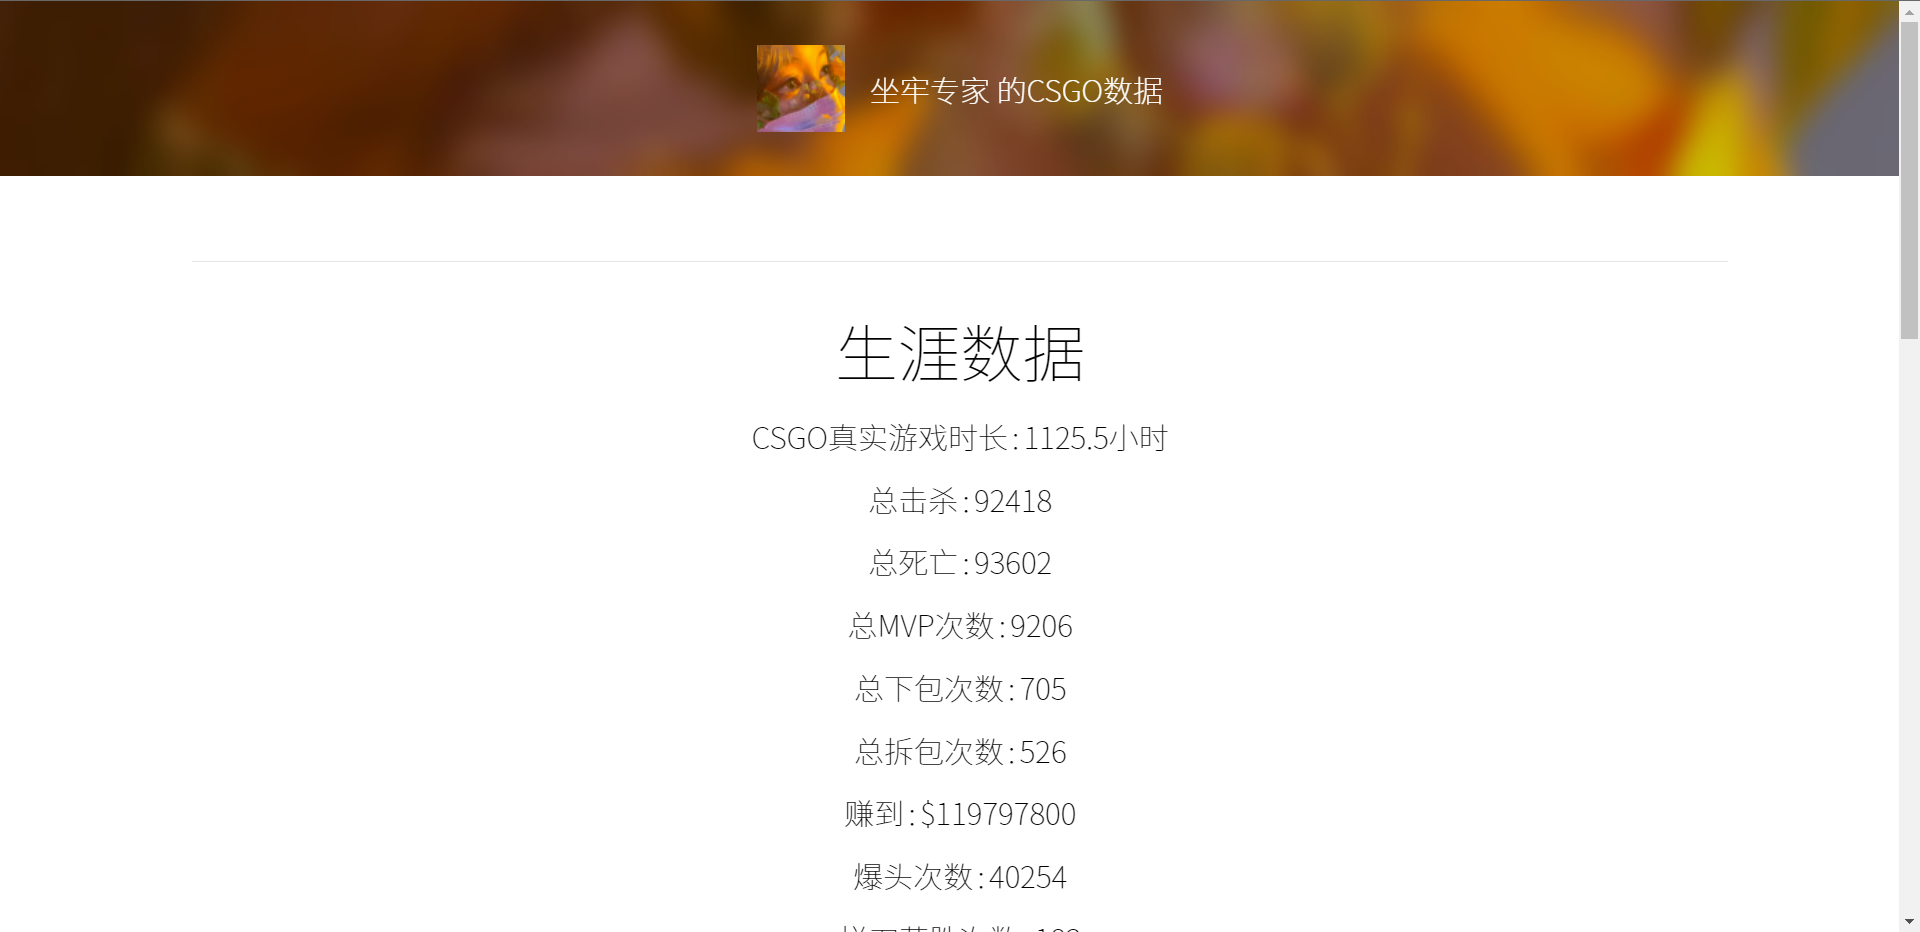 坐牢专家 的CSGO数据
生涯数据
CSGO真实游戏时长:1125.5小时
总击杀:92418
总死亡:93602
总MVP次数:9206
总下包次数:705
总拆包次数:526
赚到:$119797800
爆头次数:40254